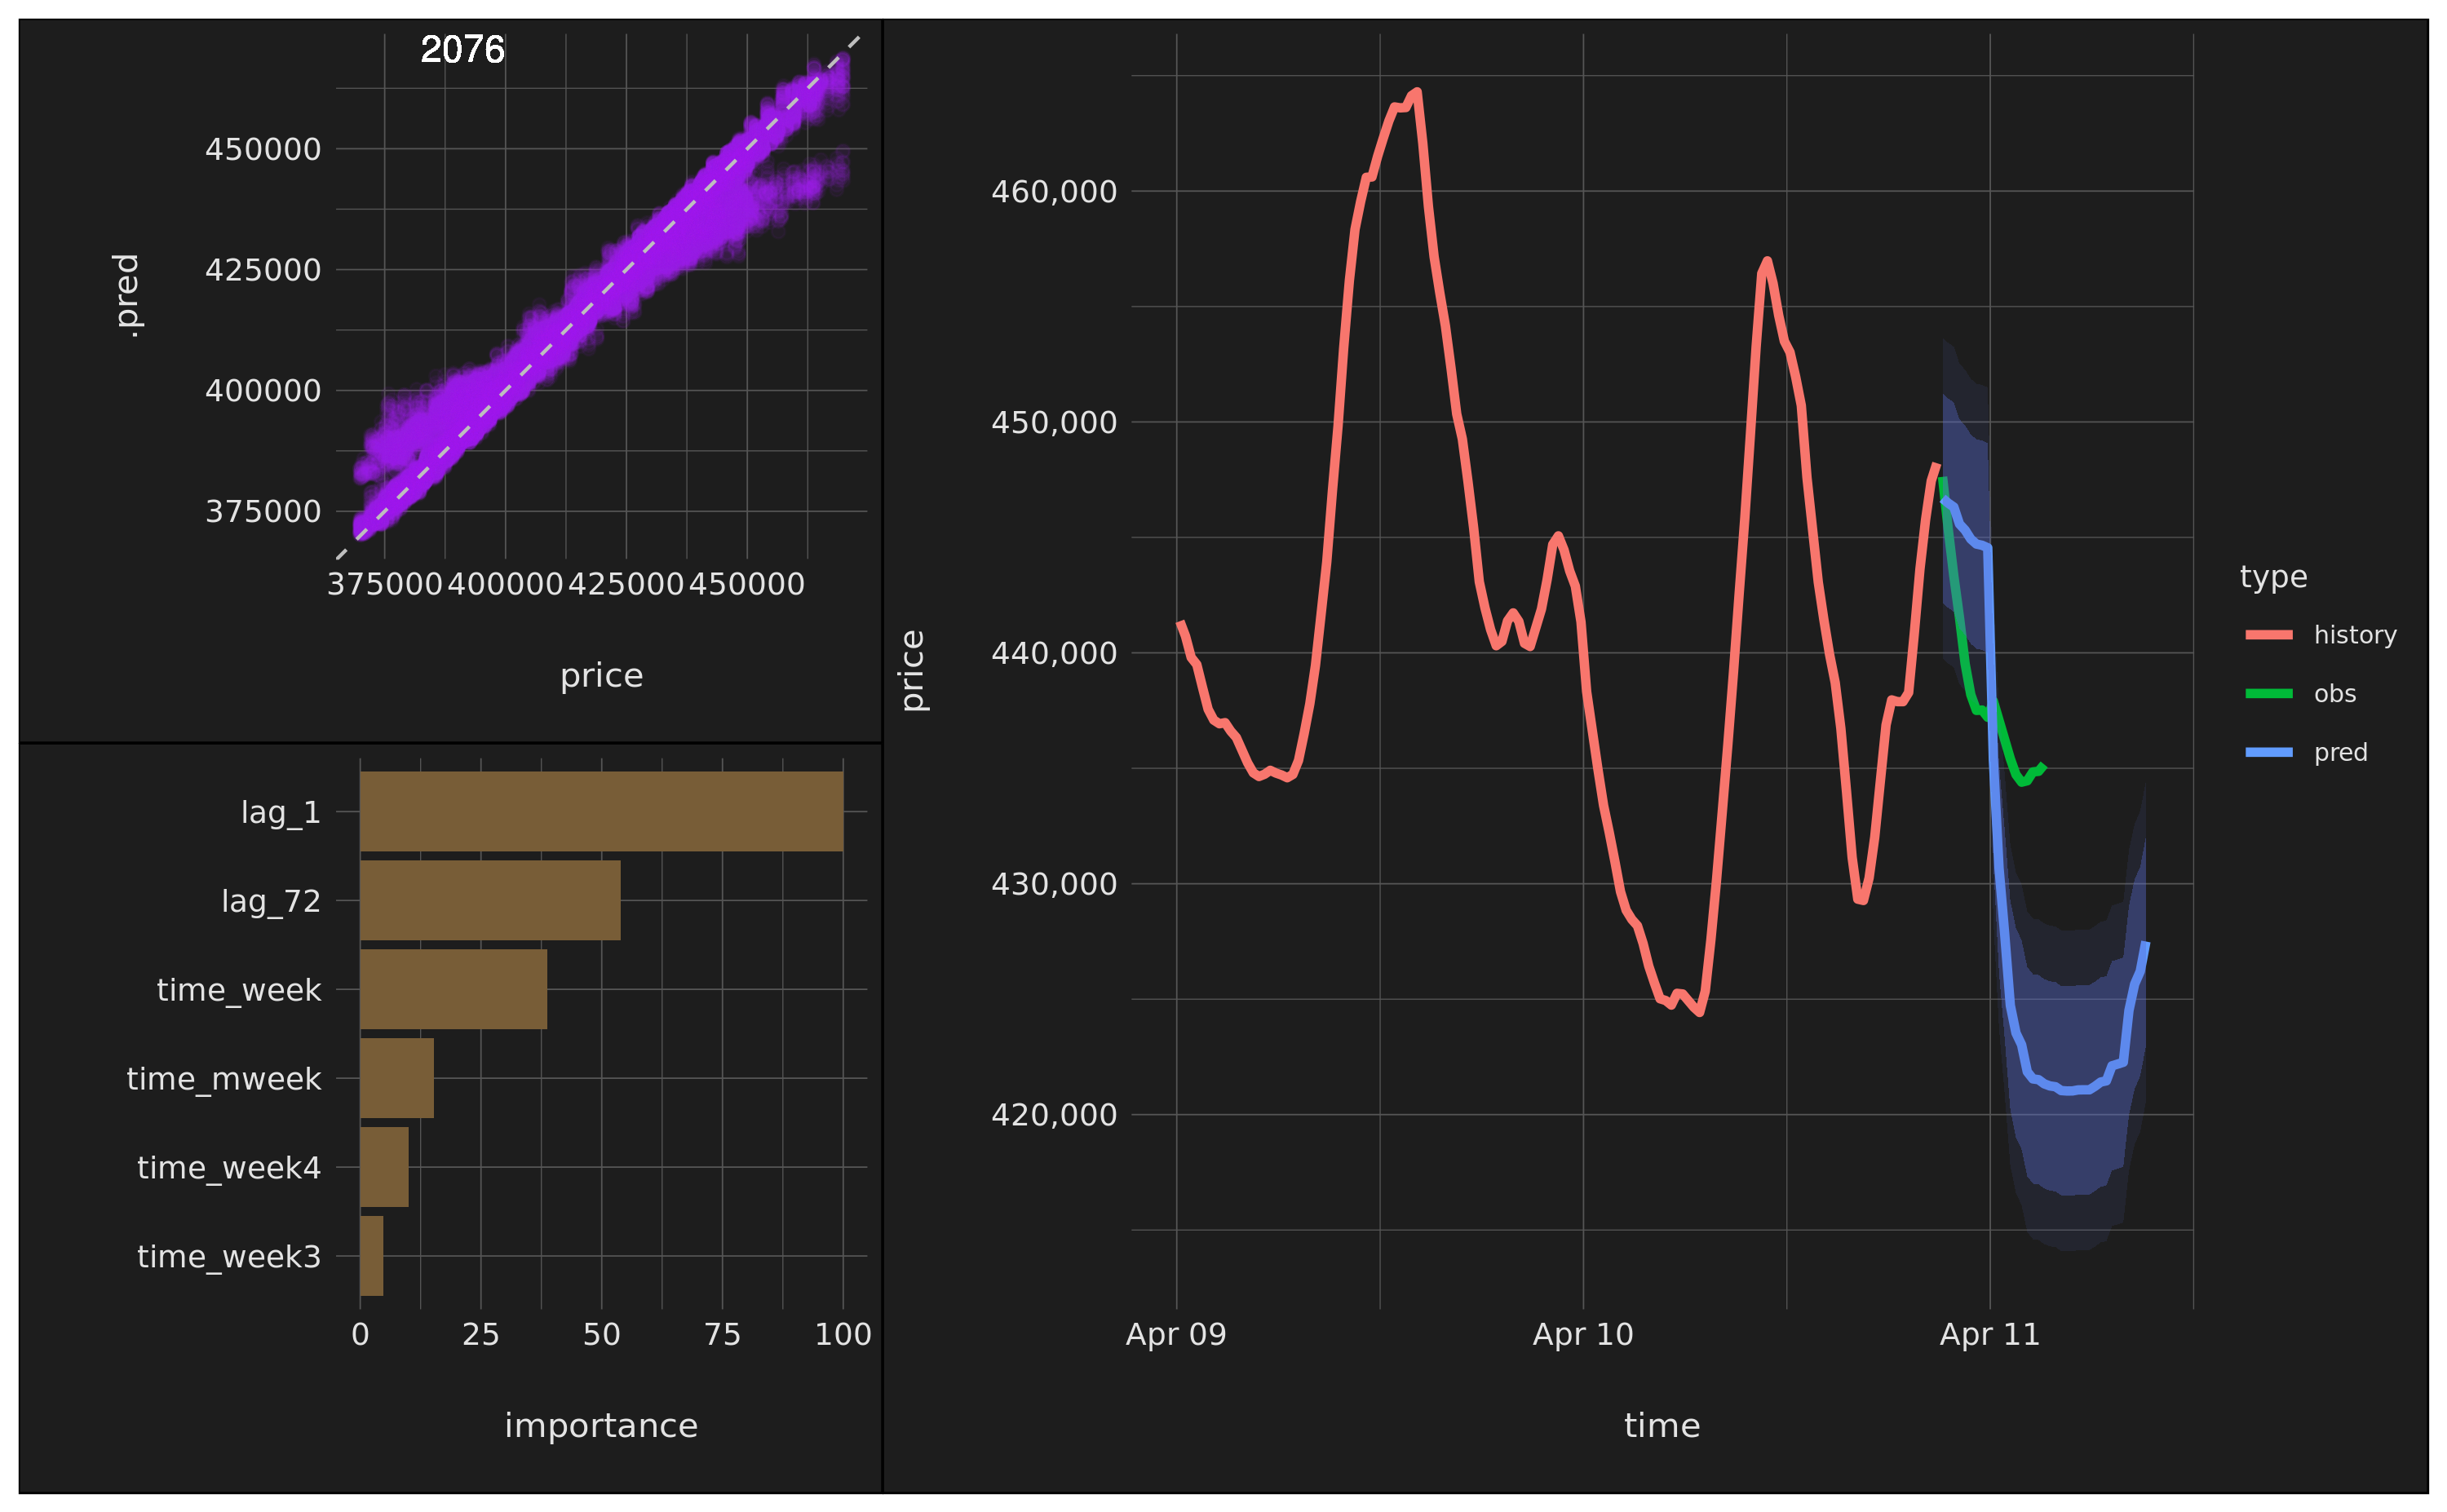 2076
.pred
450000
425000
400000
375000
375000 400000 425000 450000
price
lag_1
lag_72
time_week
time_mweek
time_week4
time_week3
0 25 50 75 100
importance
price
460,000
450,000
440,000
430,000
420,000
Apr 09 Apr 10 Apr 11
time
type
history
obs
pred